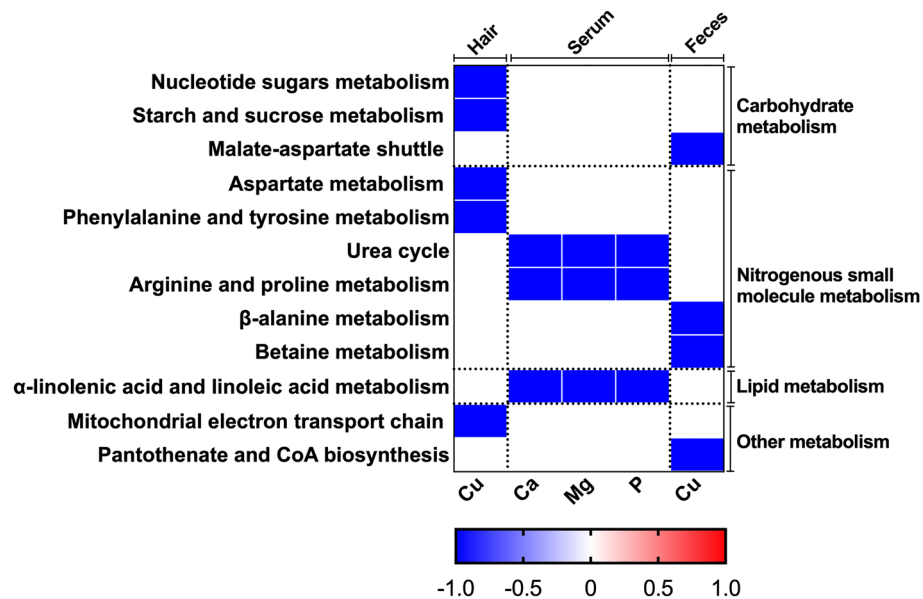 Hair
Serum
Feces
Nucleotide sugars metabolism
Starch and sucrose metabolism
Malate-aspartate shuttle
Aspartate metabolism
Phenylalanine and tyrosine metabolism
Urea cycle
Arginine and proline metabolism
β-alanine metabolism
Betaine metabolism
α-linolenic acid and linoleic acid metabolism
Mitochondrial electron transport chain
Pantothenate and CoA biosynthesis
Carbohydrate
metabolism
Nitrogenous small
molecule metabolism
Lipid metabolism
Other metabolism
Cu
Ca
Mg
P
Cu
-1.0
-0.5
0
0.5
1.0